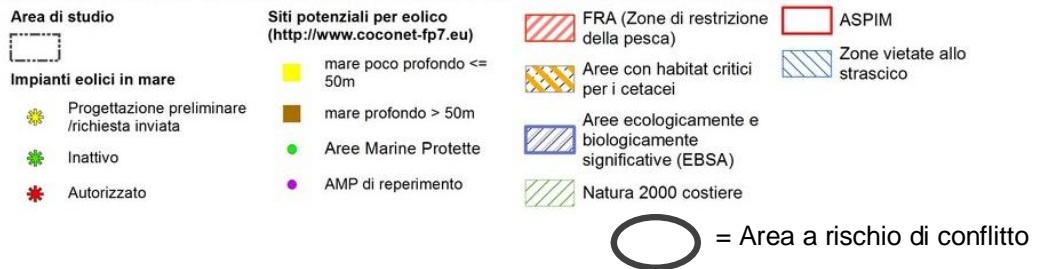 Area di studio
Impianti eolici in mare
Progettazione preliminare
/richiesta inviata
Inattivo
Autorizzato
Siti potenziali per eolico
(http://www.coconet-fp7.eu)
mare poco profondo <=
50m
mare profondo > 50m
Aree Marine Protette
AMP di reperimento
FRA (Zone di restrizione
della pesca)
Aree con habitat critici
per i cetacei
Aree ecologicamente e
biologicamente
significative (EBSA)
Natura 2000 costiere
ASPIM
Zone vietate allo
strascico
= Area a rischio di conflitto